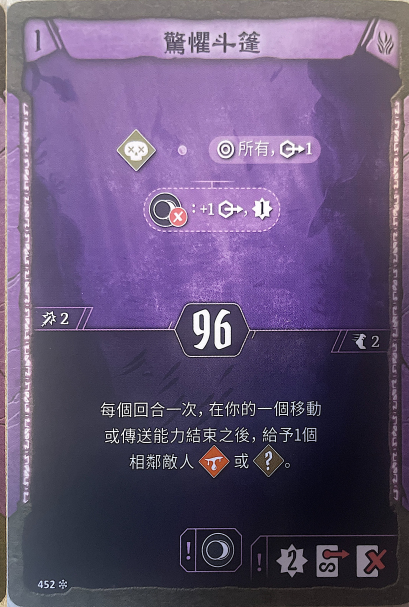 1 驚懼斗篷
所有, 1
: +1 , 1
2 96 2
每個回合一次, 在你的一個移動
或傳送能力結束之後, 給予1個
相鄰敵人 或 ? 。
! ! 2
452